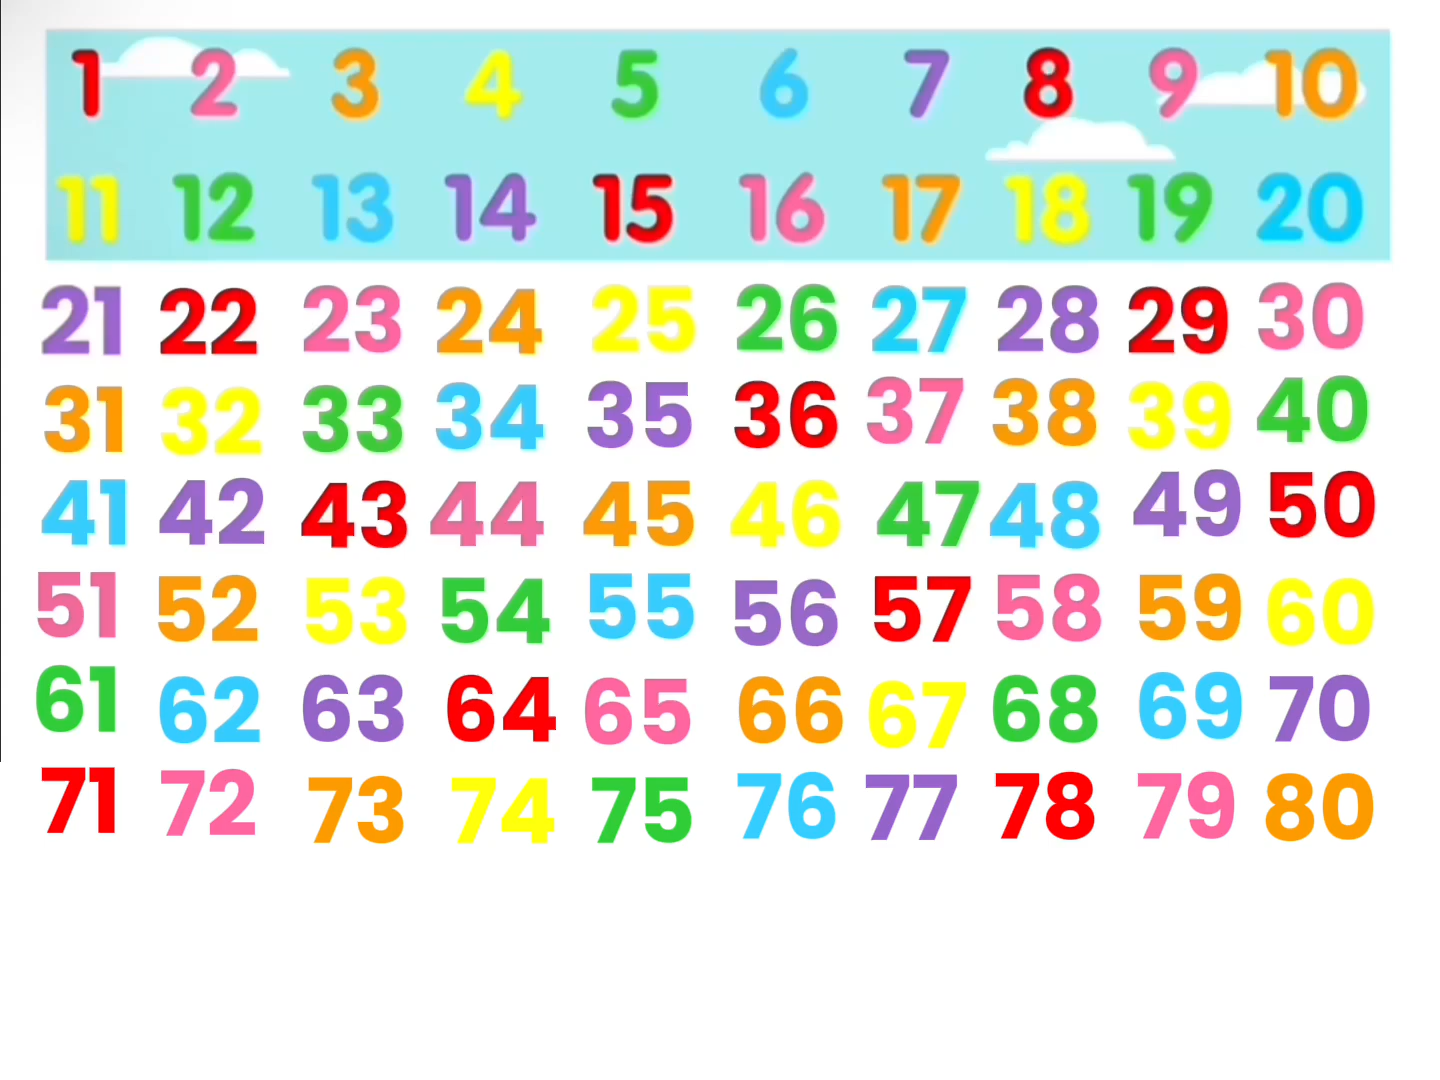 1 2 3 4 5 6 7 8 9 10
11 12 13 14 15 16 17 18 19 20
21 22 23 24 25 26 27 28 29 30
31 32 33 34 35 36 37 38 39 40
41 42 43 44 45 46 47 48 49 50
51 52 53 54 55 56 57 58 59 60
61 62 63 64 65 66 67 68 69 70
71 72 73 74 75 76 77 78 79 80